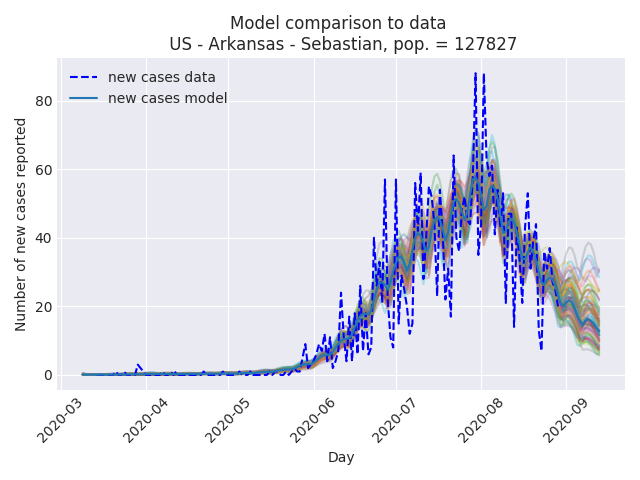 Model comparison to data
US - Arkansas - Sebastian, pop. = 127827
new cases data
new cases model
Number of new cases reported
80
60
40
20
0
2020-03
2020-04
2020-05
2020-06
2020-07
2020-08
2020-09
Day